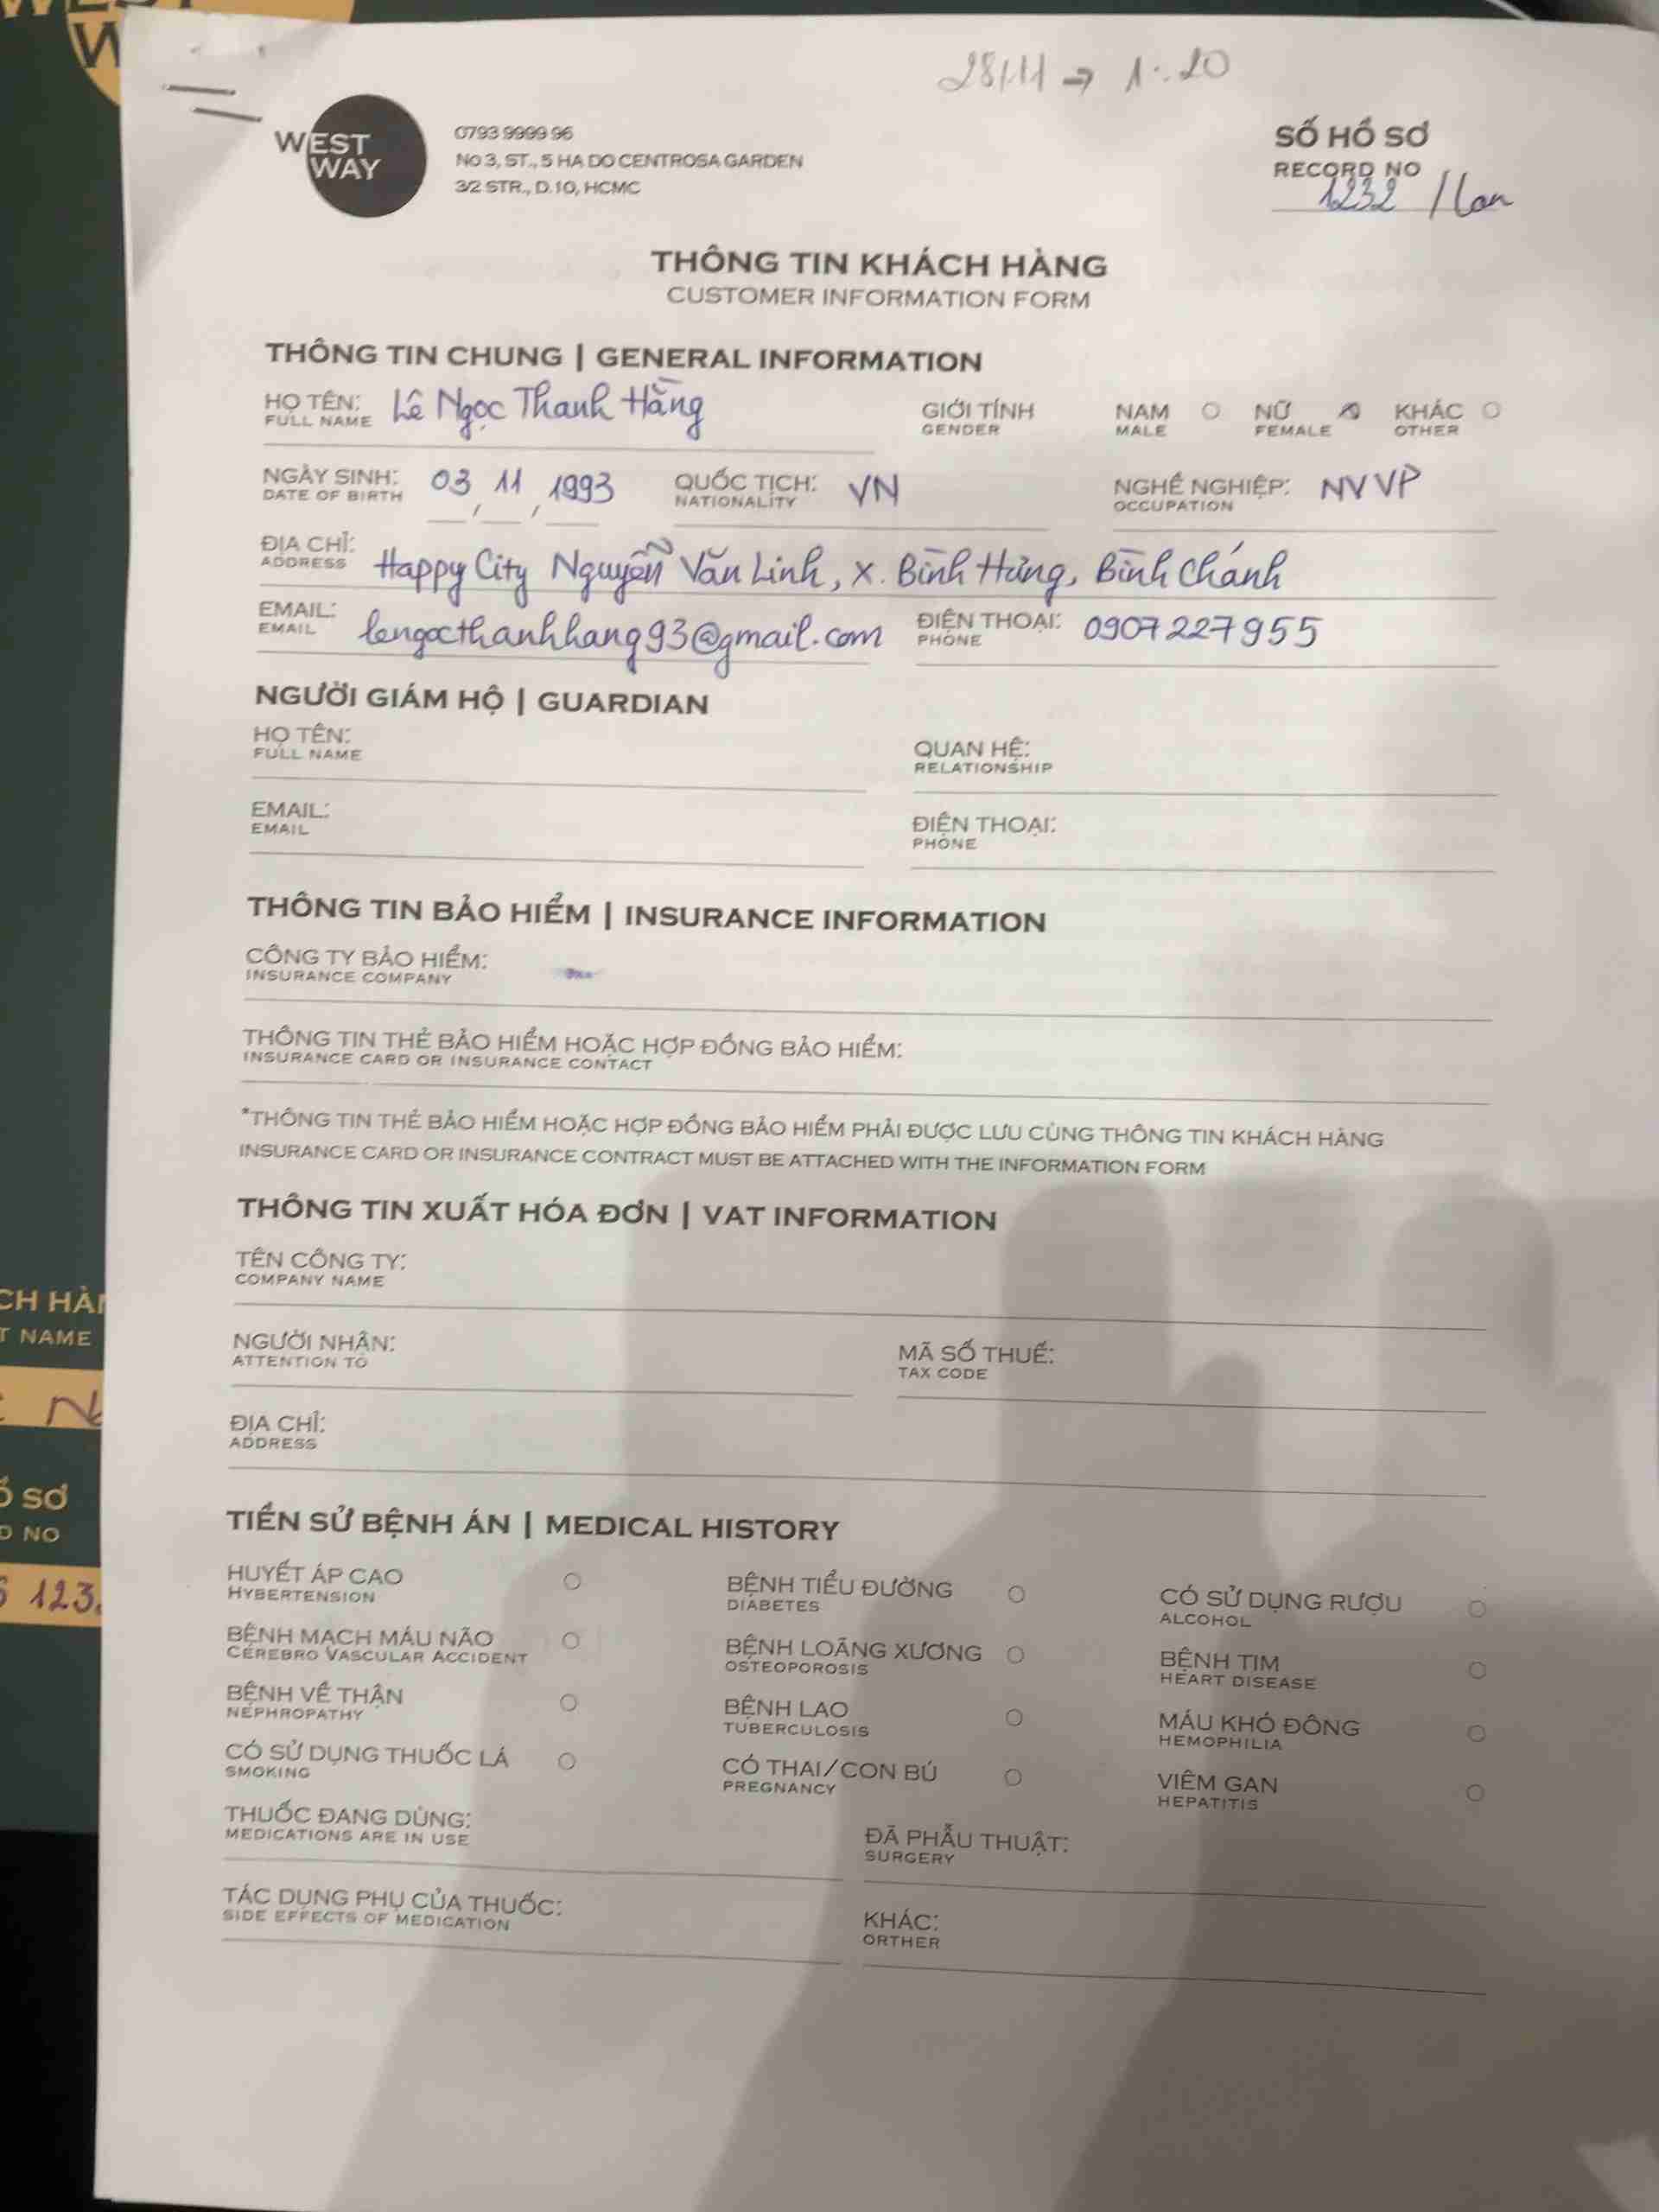 28/11 → 1:20
WEST WAY
0793 9999 96
NO 3, ST., 5 HA DO CENTROSA GARDEN
3/2 STR., D.10, HCMC
SỐ HỒ SƠ
RECORD NO
1232 / Lan
THÔNG TIN KHÁCH HÀNG
CUSTOMER INFORMATION FORM
THÔNG TIN CHUNG | GENERAL INFORMATION
HỌ TÊN: Lê Ngọc Thanh Hằng GIỚI TÍNH NAM NỮ KHÁC
FULL NAME GENDER MALE FEMALE OTHER
NGÀY SINH: 03 / 11 / 1993 QUỐC TỊCH: VN NGHỀ NGHIỆP: NVVP
DATE OF BIRTH NATIONALITY OCCUPATION
ĐỊA CHỈ: Happy City Nguyễn Văn Linh, x. Bình Hưng, Bình Chánh
ADDRESS
EMAIL: lengocthanhhang93@gmail.com ĐIỆN THOẠI: 0907227955
EMAIL PHONE
NGƯỜI GIÁM HỘ | GUARDIAN
HỌ TÊN: QUAN HỆ:
FULL NAME RELATIONSHIP
EMAIL: ĐIỆN THOẠI:
EMAIL PHONE
THÔNG TIN BẢO HIỂM | INSURANCE INFORMATION
CÔNG TY BẢO HIỂM:
INSURANCE COMPANY
THÔNG TIN THẺ BẢO HIỂM HOẶC HỢP ĐỒNG BẢO HIỂM:
INSURANCE CARD OR INSURANCE CONTACT
*THÔNG TIN THẺ BẢO HIỂM HOẶC HỢP ĐỒNG BẢO HIỂM PHẢI ĐƯỢC LƯU CÙNG THÔNG TIN KHÁCH HÀNG
INSURANCE CARD OR INSURANCE CONTRACT MUST BE ATTACHED WITH THE INFORMATION FORM
THÔNG TIN XUẤT HÓA ĐƠN | VAT INFORMATION
TÊN CÔNG TY:
COMPANY NAME
NGƯỜI NHẬN: MÃ SỐ THUẾ:
ATTENTION TO TAX CODE
ĐỊA CHỈ:
ADDRESS
TIỀN SỬ BỆNH ÁN | MEDICAL HISTORY
HUYẾT ÁP CAO BỆNH TIỂU ĐƯỜNG CÓ SỬ DỤNG RƯỢU
HYBERTENSION DIABETES ALCOHOL
BỆNH MẠCH MÁU NÃO BỆNH LOÃNG XƯƠNG BỆNH TIM
CEREBRO VASCULAR ACCIDENT OSTEOPOROSIS HEART DISEASE
BỆNH VỀ THẬN BỆNH LAO MÁU KHÓ ĐÔNG
NEPHROPATHY TUBERCULOSIS HEMOPHILIA
CÓ SỬ DỤNG THUỐC LÁ CÓ THAI/CON BÚ VIÊM GAN
SMOKING PREGNANCY HEPATITIS
THUỐC ĐANG DÙNG: ĐÃ PHẪU THUẬT:
MEDICATIONS ARE IN USE SURGERY
TÁC DỤNG PHỤ CỦA THUỐC: KHÁC:
SIDE EFFECTS OF MEDICATION ORTHER
NAME
SƠ
NO
123